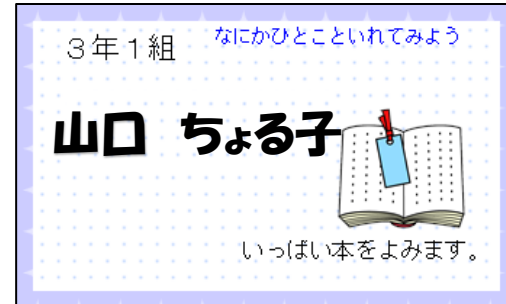 3年1組
なにかひとこといれてみよう
山口 ちょる子
いっぱい本をよみます。